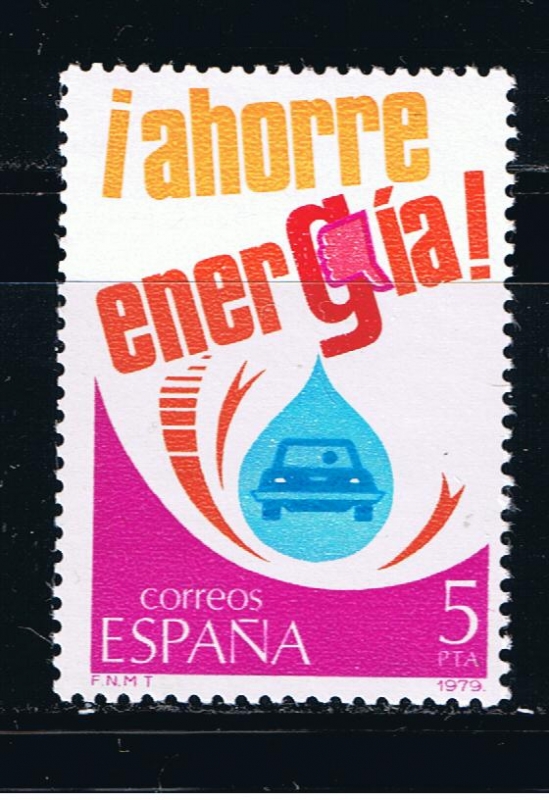 ¡ahorre
energía!
correos
ESPAÑA
5
PTA
F.N.M.T
1979.